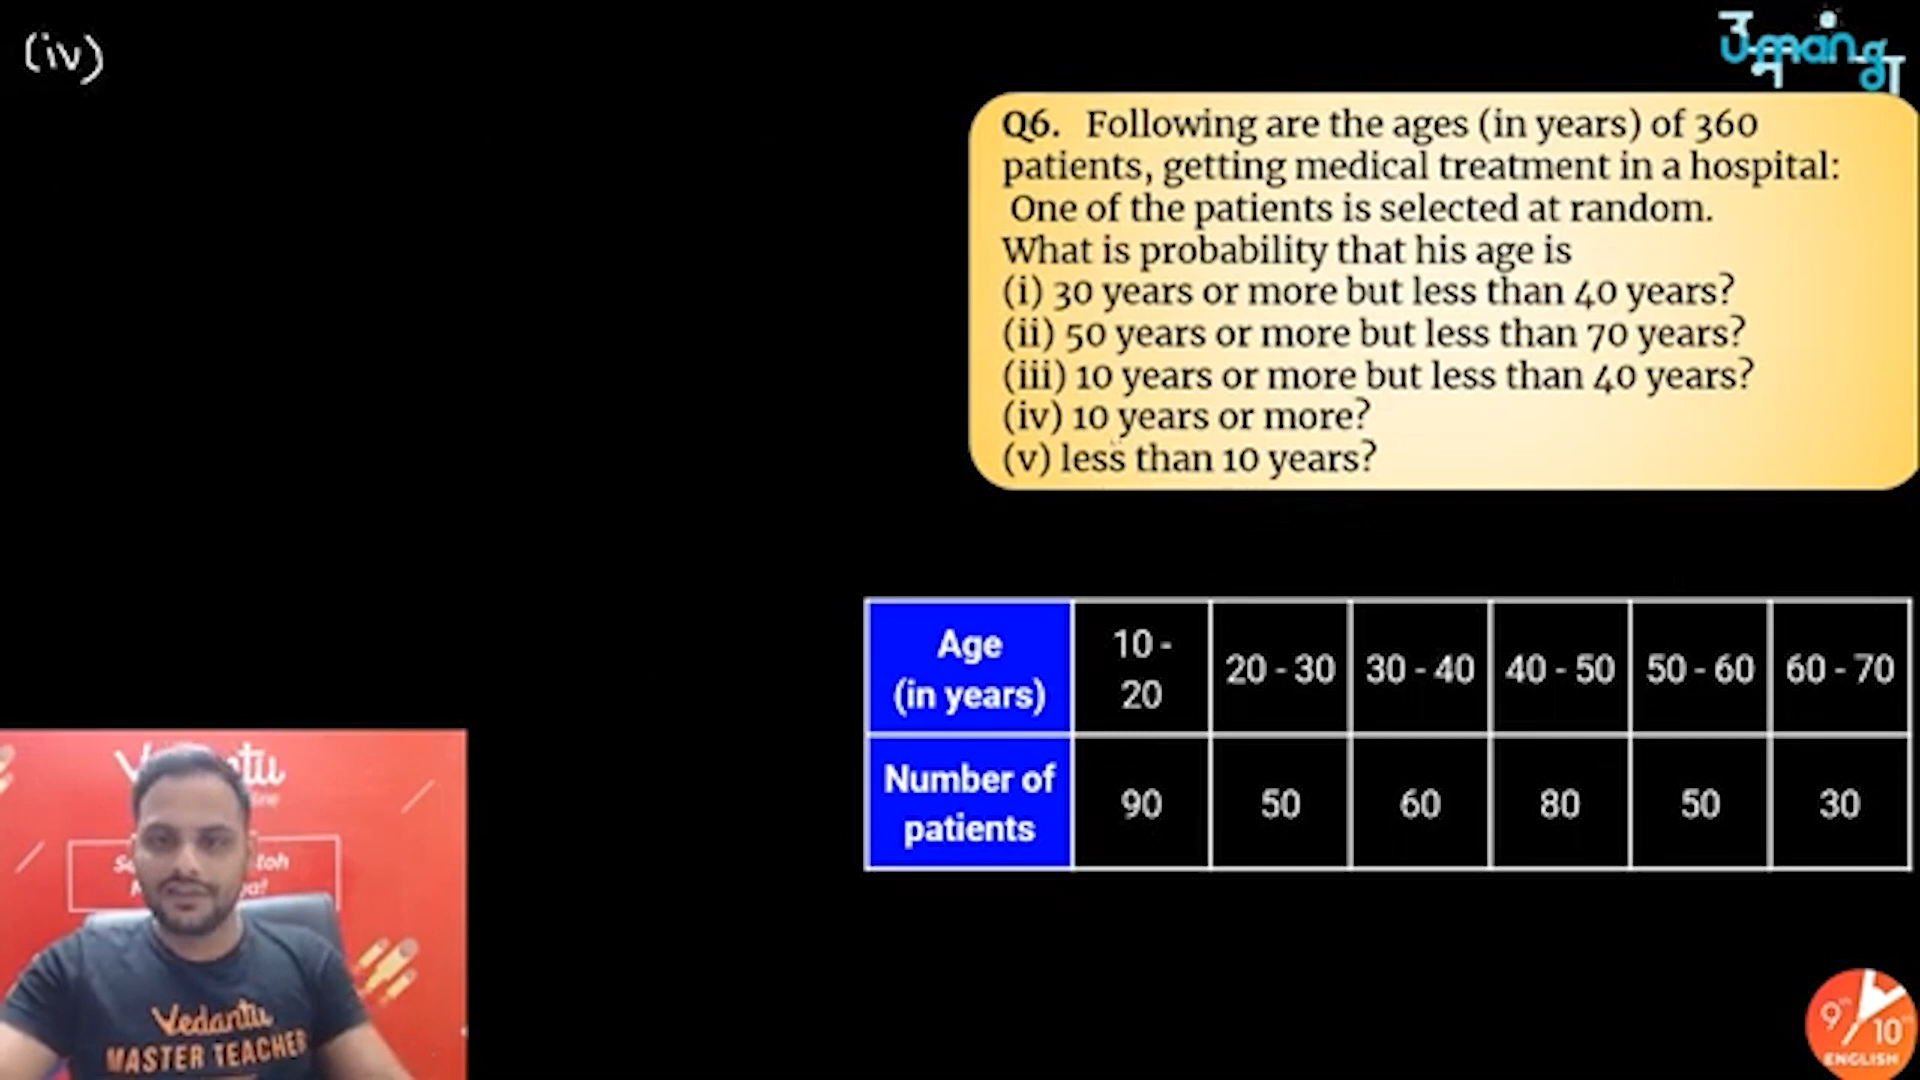 (iv)
उमंग
Q6. Following are the ages (in years) of 360
patients, getting medical treatment in a hospital:
One of the patients is selected at random.
What is probability that his age is
(i) 30 years or more but less than 40 years?
(ii) 50 years or more but less than 70 years?
(iii) 10 years or more but less than 40 years?
(iv) 10 years or more?
(v) less than 10 years?
Age (in years) 10 - 20 20 - 30 30 - 40 40 - 50 50 - 60 60 - 70
Number of patients 90 50 60 80 50 30
Vedantu
MASTER TEACHER
9th 10th
ENGLISH